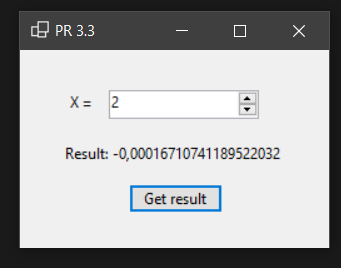 PR 3.3
X = 2
Result: -0,00016710741189522032
Get result